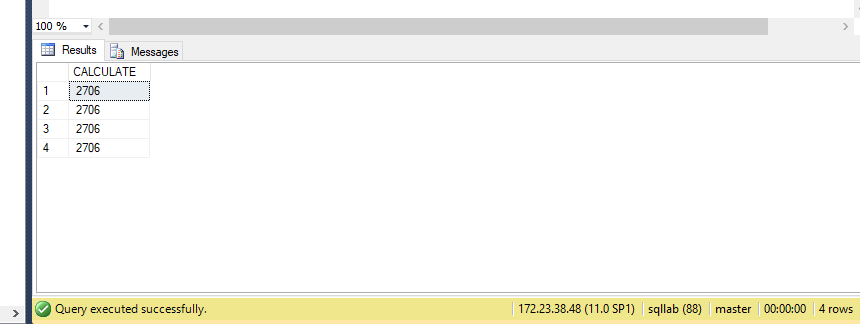 100 %
Results Messages
CALCULATE
1 2706
2 2706
3 2706
4 2706
Query executed successfully. 172.23.38.48 (11.0 SP1) sqllab (88) master 00:00:00 4 rows